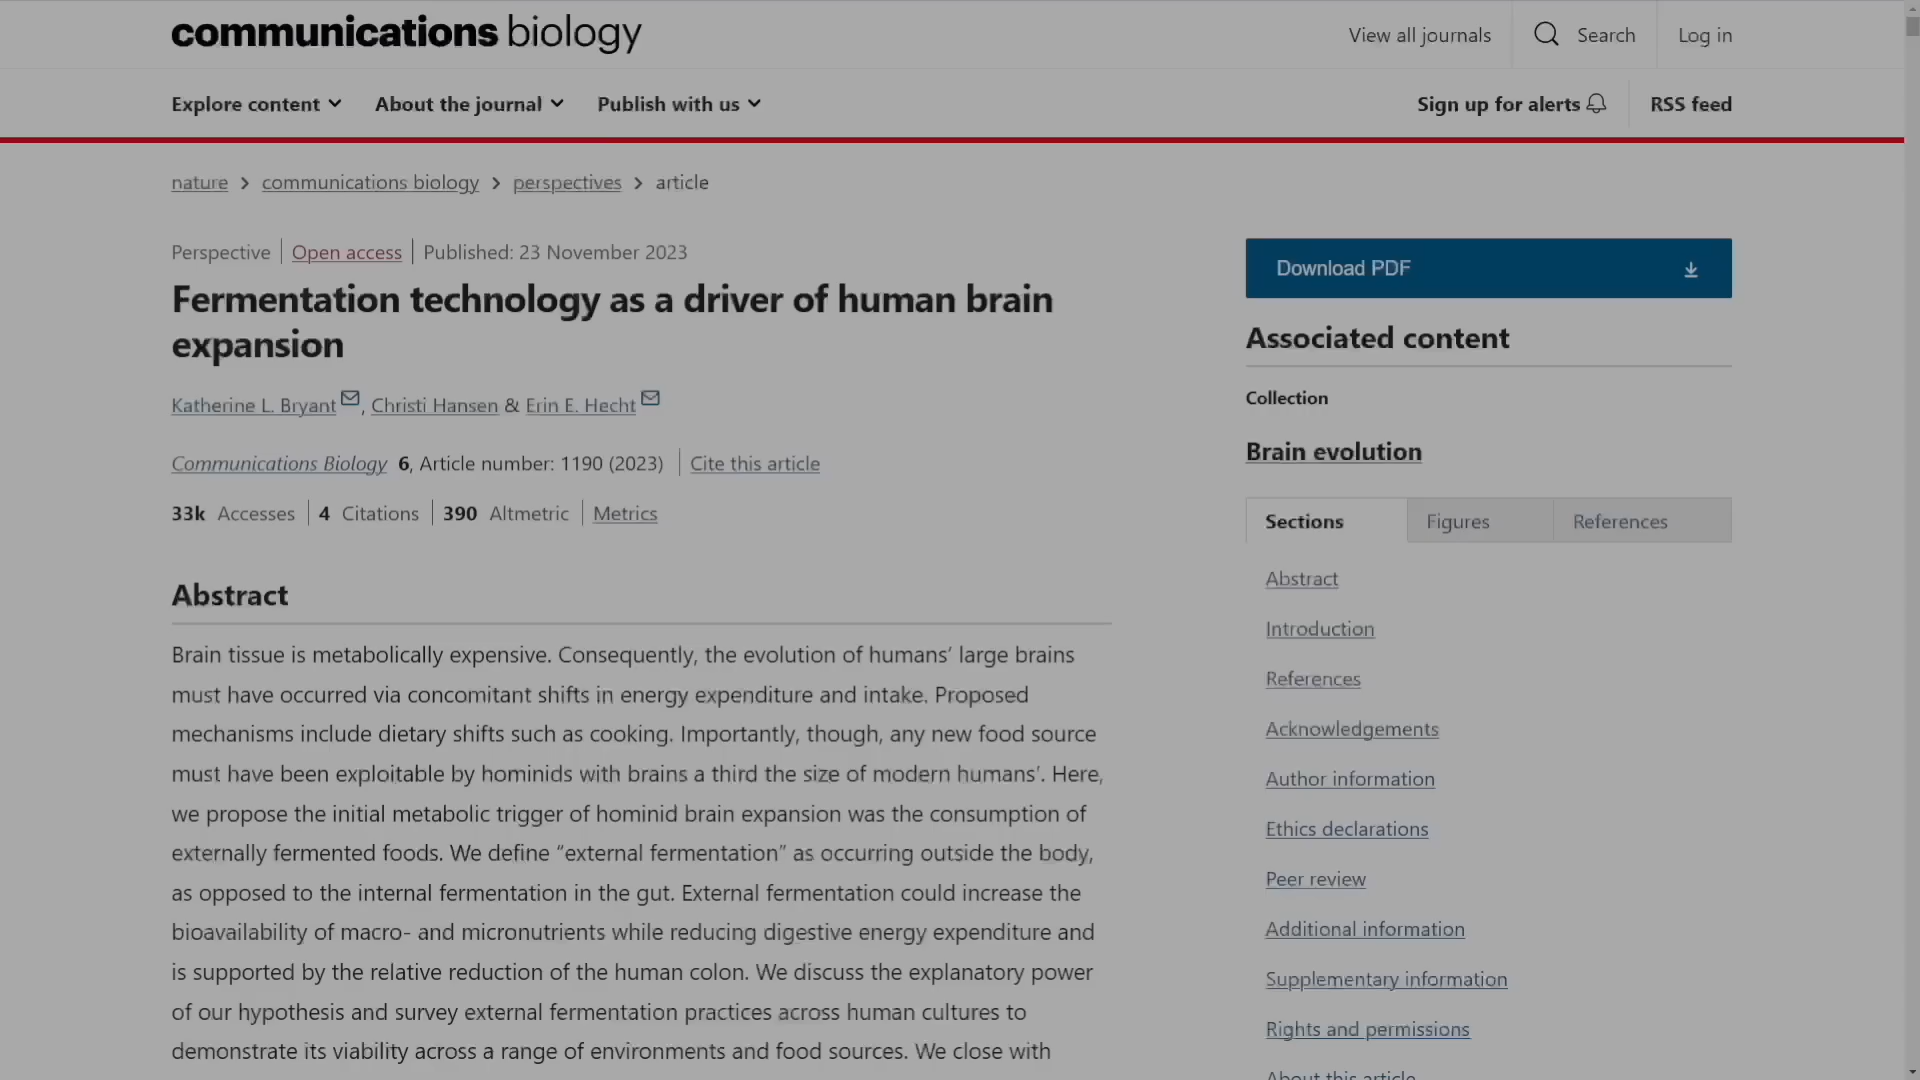 communications biology
View all journals
Search
Log in
Explore content
About the journal
Publish with us
Sign up for alerts
RSS feed
nature > communications biology > perspectives > article
Perspective | Open access | Published: 23 November 2023
Fermentation technology as a driver of human brain
expansion
Katherine L. Bryant, Christi Hansen & Erin E. Hecht
Communications Biology 6, Article number: 1190 (2023) | Cite this article
33k Accesses | 4 Citations | 390 Altmetric | Metrics
Abstract
Brain tissue is metabolically expensive. Consequently, the evolution of humans’ large brains
must have occurred via concomitant shifts in energy expenditure and intake. Proposed
mechanisms include dietary shifts such as cooking. Importantly, though, any new food source
must have been exploitable by hominids with brains a third the size of modern humans’. Here,
we propose the initial metabolic trigger of hominid brain expansion was the consumption of
externally fermented foods. We define “external fermentation” as occurring outside the body,
as opposed to the internal fermentation in the gut. External fermentation could increase the
bioavailability of macro- and micronutrients while reducing digestive energy expenditure and
is supported by the relative reduction of the human colon. We discuss the explanatory power
of our hypothesis and survey external fermentation practices across human cultures to
demonstrate its viability across a range of environments and food sources. We close with
Download PDF
Associated content
Collection
Brain evolution
Sections
Figures
References
Abstract
Introduction
References
Acknowledgements
Author information
Ethics declarations
Peer review
Additional information
Supplementary information
Rights and permissions
About this article